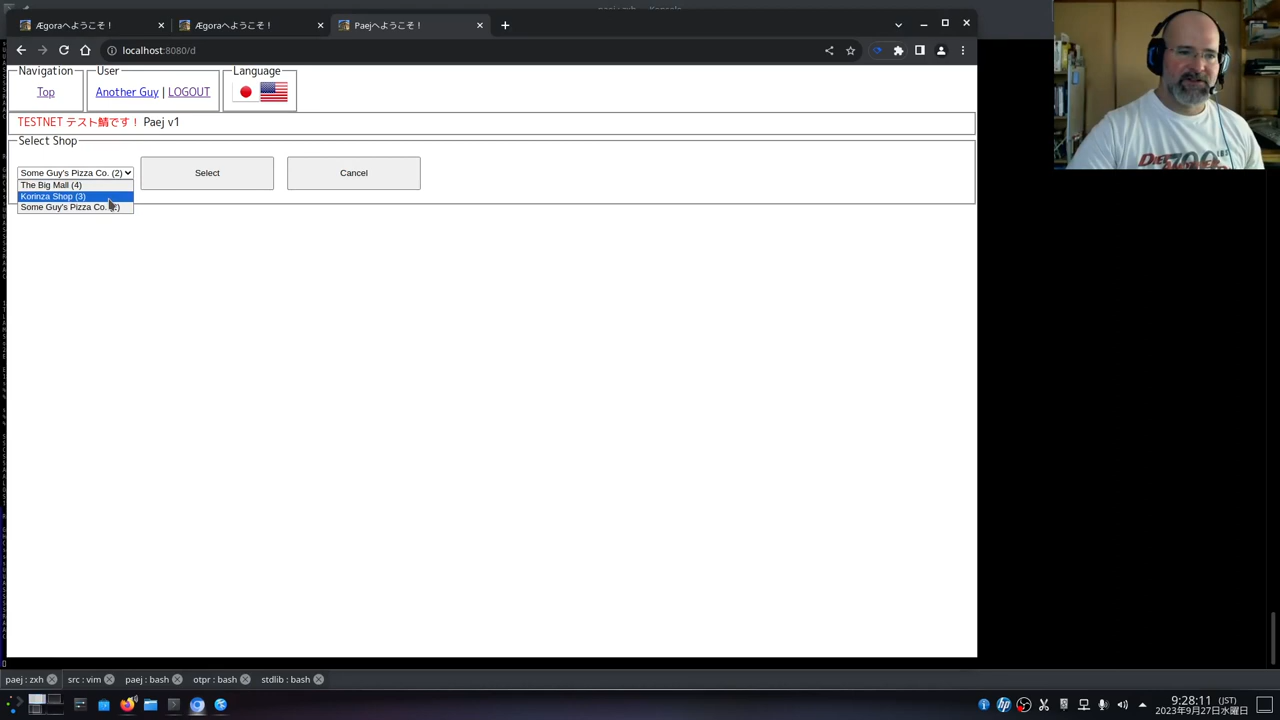 Ægoraへようこそ！
Ægoraへようこそ！
Paejへようこそ！
localhost:8080/d
Navigation
User
Language
Top
Another Guy | LOGOUT
TESTNET テスト鯖です！ Paej v1
Select Shop
Some Guy's Pizza Co. (2)
Select
Cancel
The Big Mall (4)
Korinza Shop (3)
Some Guy's Pizza Co.
DIE
ANOTHER
paej : zxh
src : vim
paej : bash
otpr : bash
stdlib : bash
9:28:11 (JST)
2023年9月27日水曜日